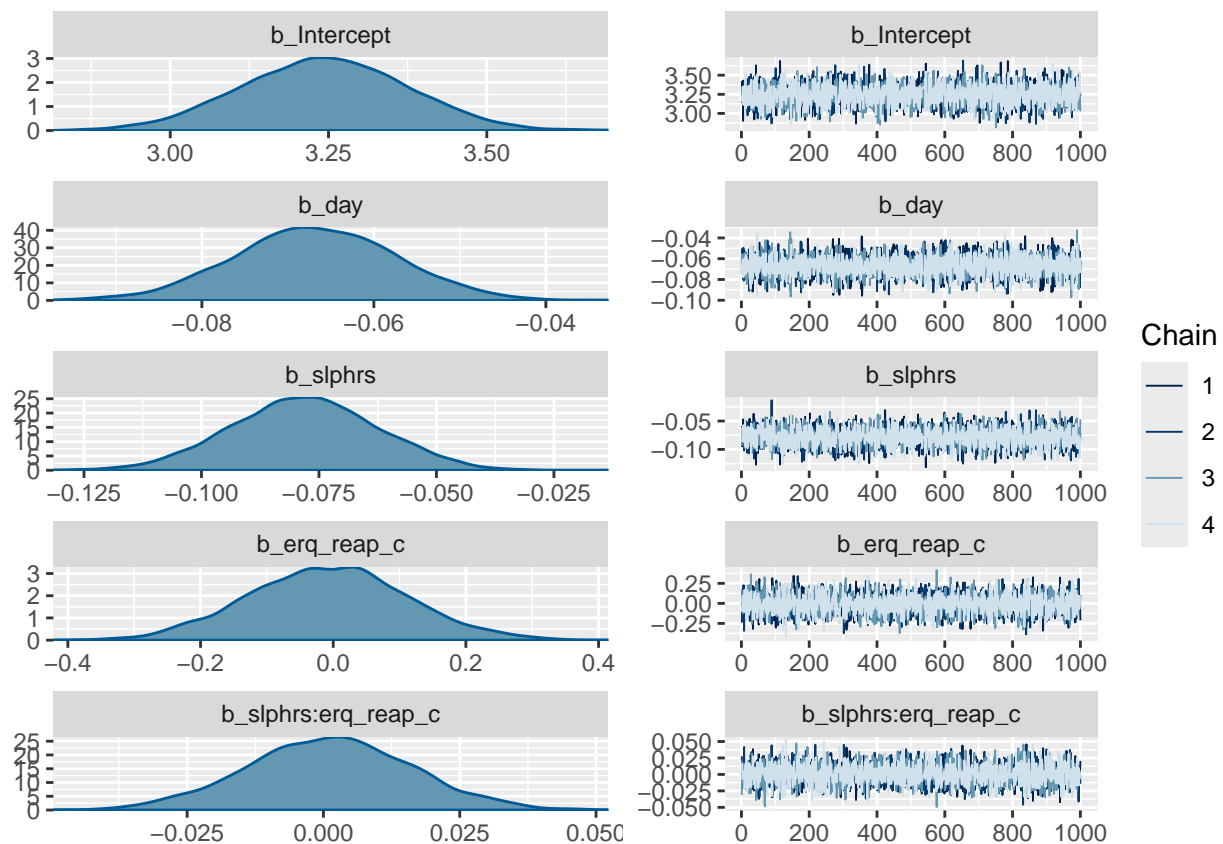 b_Intercept
3
2
1
0
3.00 3.25 3.50
b_Intercept
3.50
3.25
3.00
0 200 400 600 800 1000
b_day
40
30
20
10
0
−0.08 −0.06 −0.04
b_day
−0.04
−0.06
−0.08
−0.10
0 200 400 600 800 1000
b_slphrs
25
20
15
10
5
0
−0.125 −0.100 −0.075 −0.050 −0.025
b_slphrs
−0.05
−0.10
0 200 400 600 800 1000
b_erq_reap_c
3
2
1
0
−0.4 −0.2 0.0 0.2 0.4
b_erq_reap_c
0.25
0.00
−0.25
0 200 400 600 800 1000
b_slphrs:erq_reap_c
25
20
15
10
5
0
−0.025 0.000 0.025 0.050
b_slphrs:erq_reap_c
0.050
0.025
0.000
−0.025
−0.050
0 200 400 600 800 1000
Chain
1
2
3
4